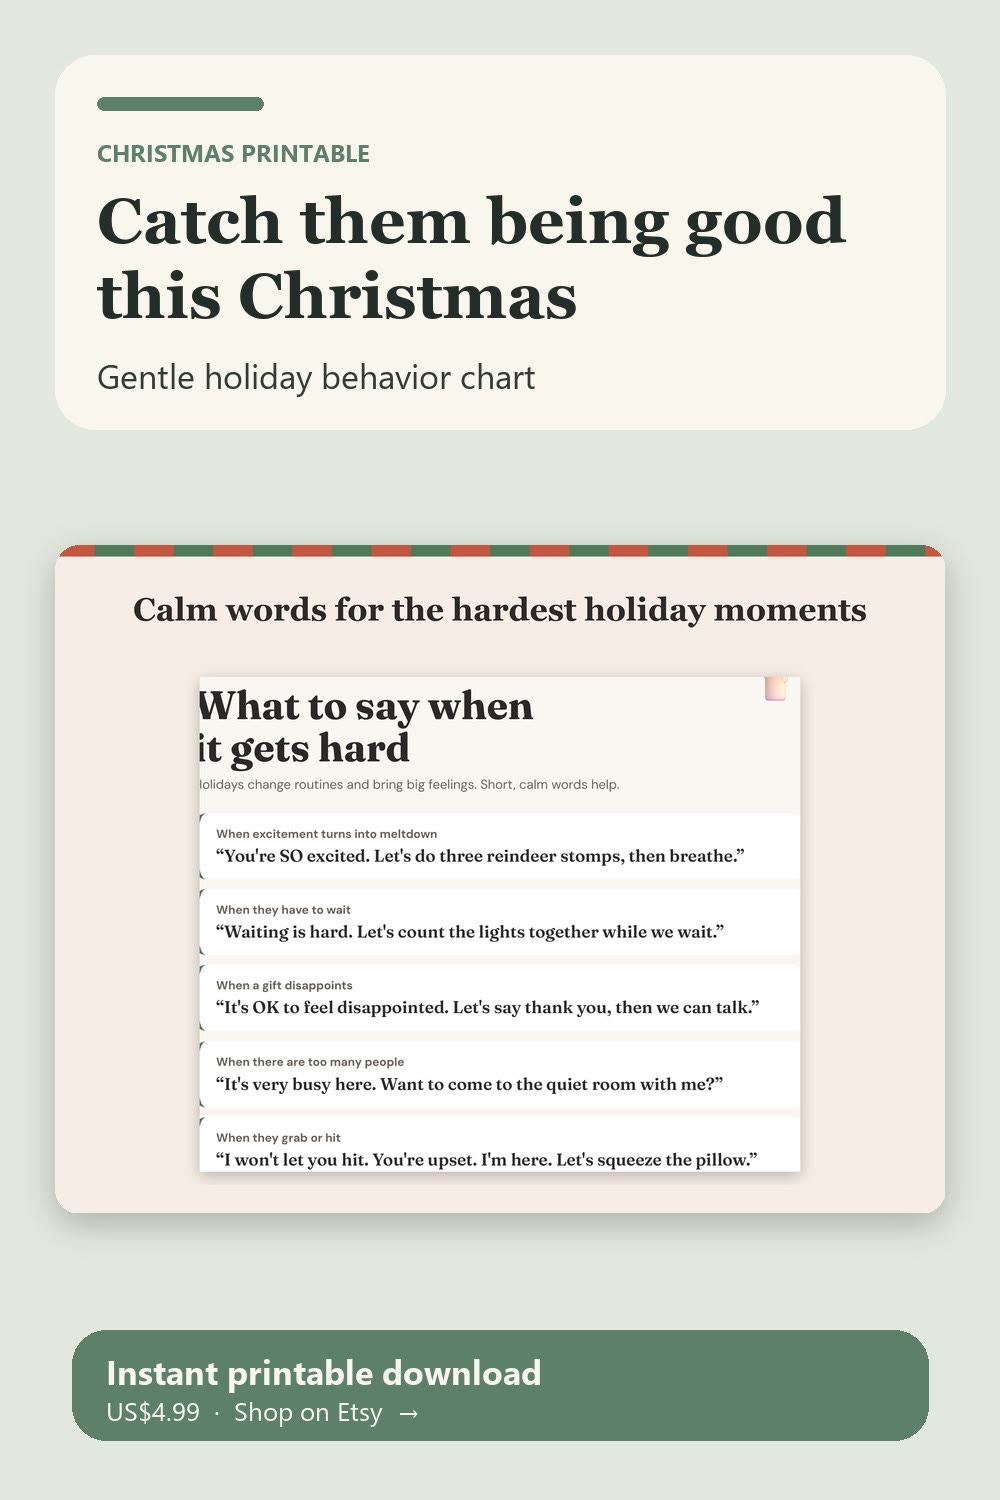 CHRISTMAS PRINTABLE
Catch them being good
this Christmas
Gentle holiday behavior chart
Calm words for the hardest holiday moments
What to say when
it gets hard
Holidays change routines and bring big feelings. Short, calm words help.
When excitement turns into meltdown
“You're SO excited. Let's do three reindeer stomps, then breathe.”
When they have to wait
“Waiting is hard. Let's count the lights together while we wait.”
When a gift disappoints
“It's OK to feel disappointed. Let's say thank you, then we can talk.”
When there are too many people
“It's very busy here. Want to come to the quiet room with me?”
When they grab or hit
“I won't let you hit. You're upset. I'm here. Let's squeeze the pillow.”
Instant printable download
US$4.99 · Shop on Etsy →